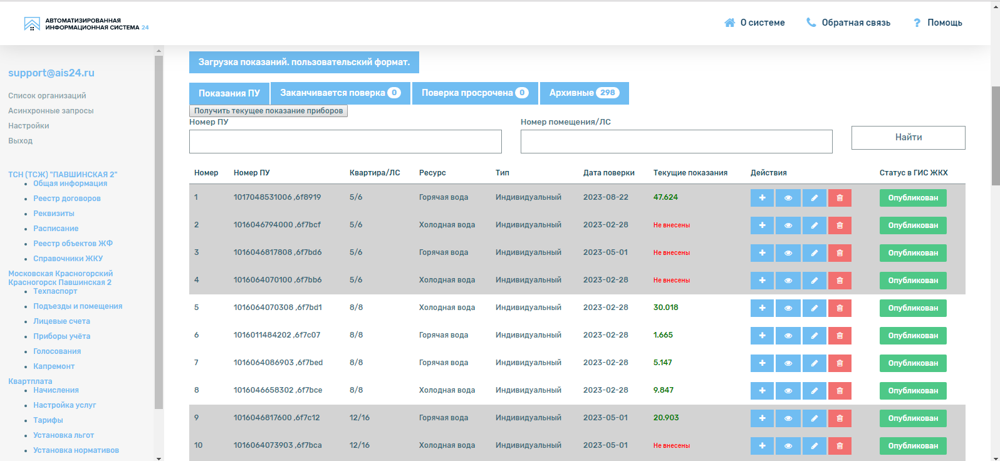 АВТОМАТИЗИРОВАННАЯ
ИНФОРМАЦИОННАЯ СИСТЕМА 24
О системе
Обратная связь
? Помощь
support@ais24.ru
Список организаций
Асинхронные запросы
Настройки
Выход
ТСН (ТСЖ) "ПАВШИНСКАЯ 2"
Общая информация
Реестр договоров
Реквизиты
Расписание
Реестр объектов ЖФ
Справочники ЖКУ
Московская Красногорский
Красногорск Павшинская 2
Техпаспорт
Подъезды и помещения
Лицевые счета
Приборы учёта
Голосования
Капремонт
Квартплата
Начисления
Настройка услуг
Тарифы
Установка льгот
Установка нормативов
Загрузка показаний. пользовательский формат.
Показания ПУ
Заканчивается поверка 0
Поверка просрочена 0
Архивные 298
Получить текущее показание приборов
Номер ПУ
Номер помещения/ЛС
Найти
Номер Номер ПУ Квартира/ЛС Ресурс Тип Дата поверки Текущие показания Действия Статус в ГИС ЖКХ
1 1017048531006 ,6f8919 5/6 Горячая вода Индивидуальный 2023-08-22 47.624 Опубликован
2 1016046794000 ,6f7bcf 5/6 Холодная вода Индивидуальный 2023-02-28 Не внесены Опубликован
3 1016046817808 ,6f7bd6 5/6 Горячая вода Индивидуальный 2023-05-01 Не внесены Опубликован
4 1016064070100 ,6f7bb6 5/6 Холодная вода Индивидуальный 2023-02-28 Не внесены Опубликован
5 1016064070308 ,6f7bd1 8/8 Холодная вода Индивидуальный 2023-02-28 30.018 Опубликован
6 1016011484202 ,6f7c07 8/8 Горячая вода Индивидуальный 2023-02-28 1.665 Опубликован
7 1016064086903 ,6f7bed 8/8 Горячая вода Индивидуальный 2023-02-28 5.147 Опубликован
8 1016046658302 ,6f7bce 8/8 Холодная вода Индивидуальный 2023-02-28 9.847 Опубликован
9 1016046817600 ,6f7c12 12/16 Горячая вода Индивидуальный 2023-05-01 20.903 Опубликован
10 1016064073903 ,6f7bca 12/16 Холодная вода Индивидуальный 2023-05-01 Не внесены Опубликован